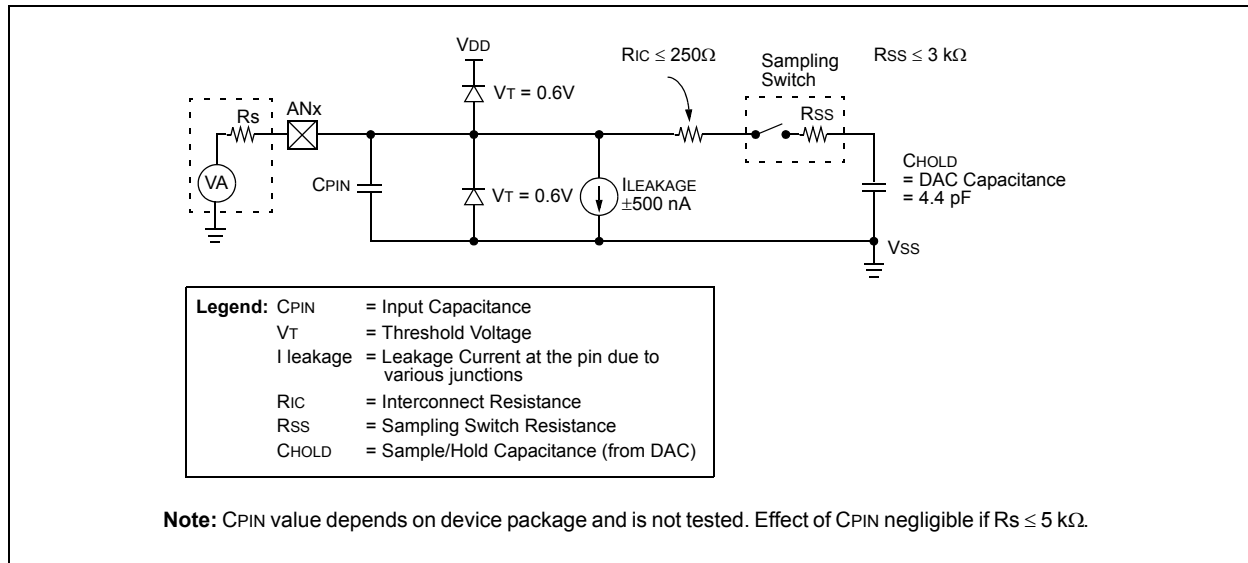 VDD
RIC ≤ 250Ω
Sampling
Switch
RSS ≤ 3 kΩ
VT = 0.6V
Rs
ANx
RSS
VA
CPIN
VT = 0.6V
ILEAKAGE
±500 nA
CHOLD
= DAC Capacitance
= 4.4 pF
VSS
Legend: CPIN = Input Capacitance
VT = Threshold Voltage
I leakage = Leakage Current at the pin due to
various junctions
RIC = Interconnect Resistance
RSS = Sampling Switch Resistance
CHOLD = Sample/Hold Capacitance (from DAC)
Note: CPIN value depends on device package and is not tested. Effect of CPIN negligible if Rs ≤ 5 kΩ.